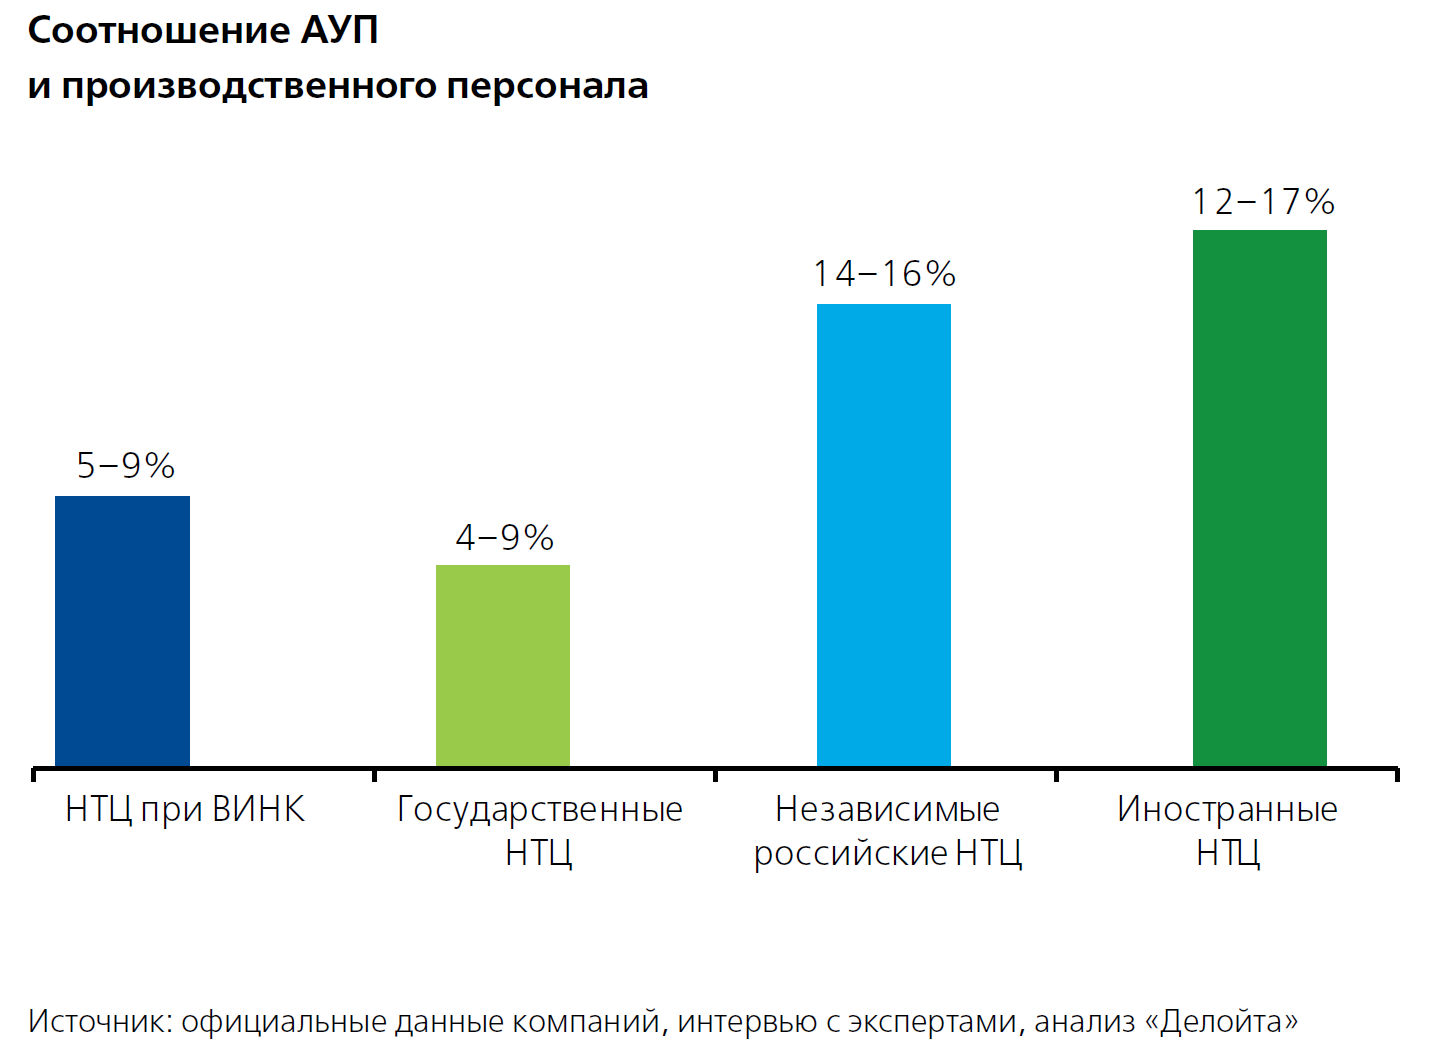 Соотношение АУП
и производственного персонала
12–17%
14–16%
5–9%
4–9%
НТЦ при ВИНК
Государственные
НТЦ
Независимые
российские НТЦ
Иностранные
НТЦ
Источник: официальные данные компаний, интервью с экспертами, анализ «Делойта»